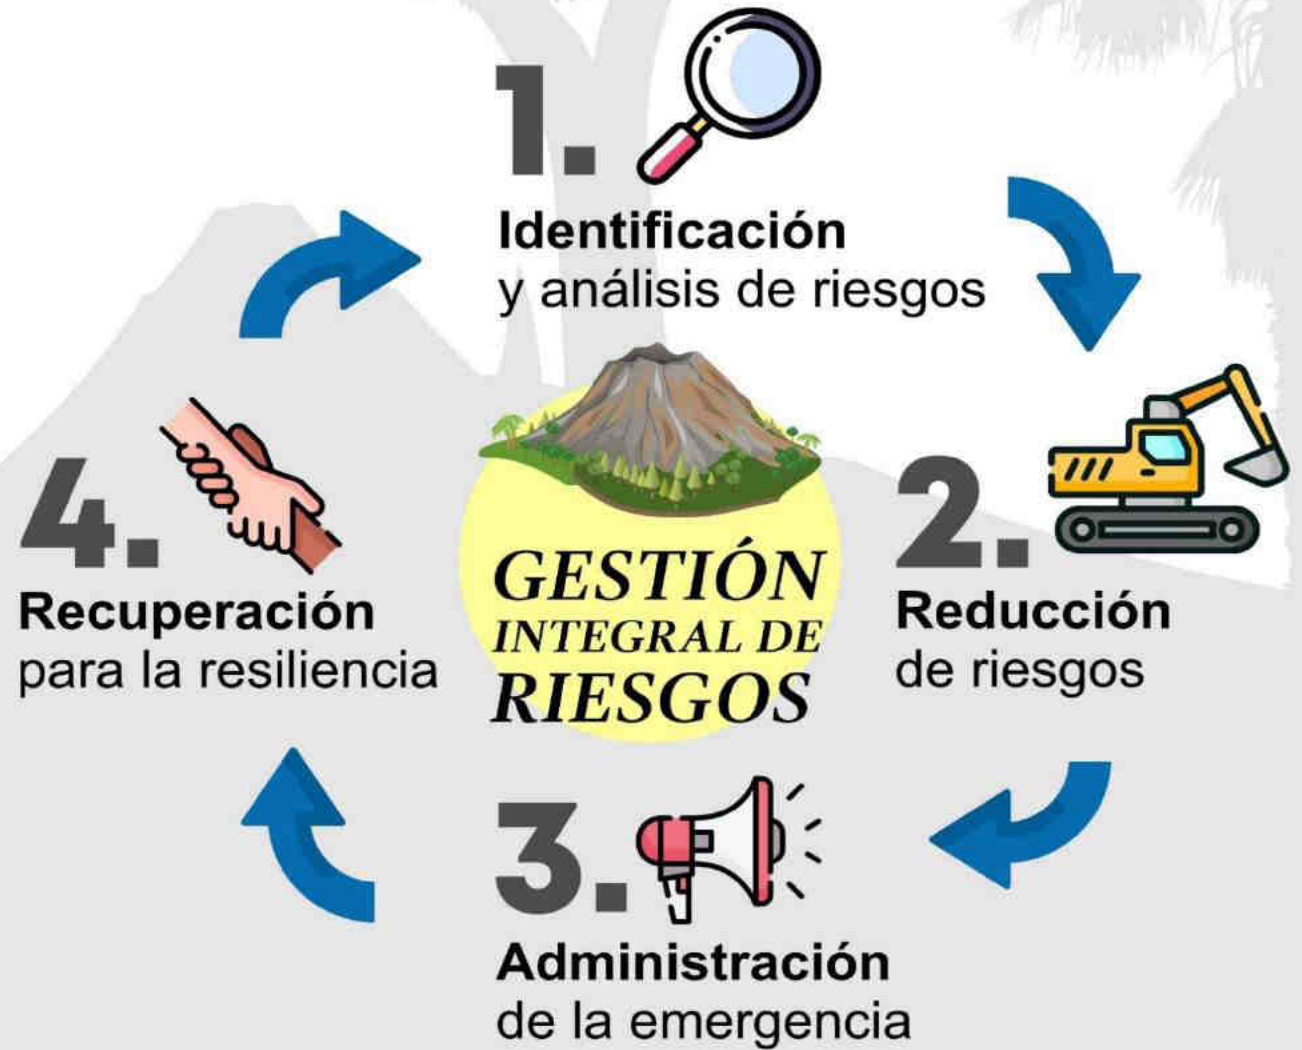 1.
Identificación
y análisis de riesgos
2.
Reducción
de riesgos
3.
Administración
de la emergencia
4.
Recuperación
para la resiliencia
GESTIÓN
INTEGRAL DE
RIESGOS